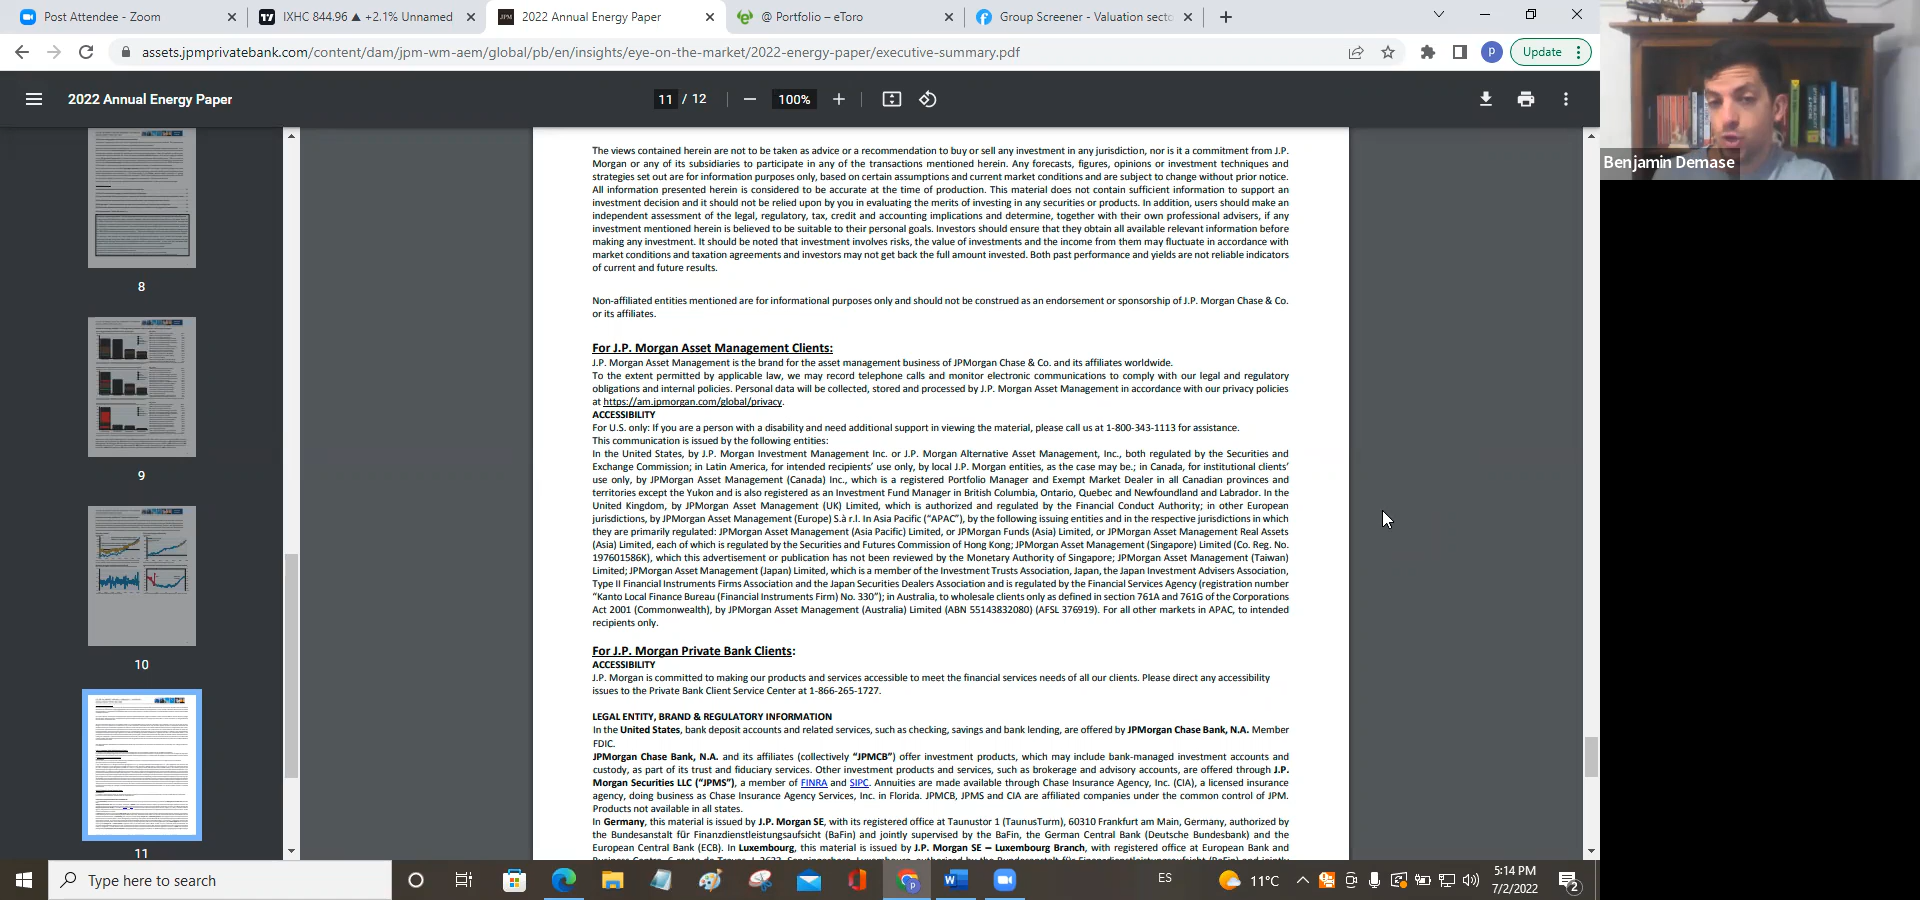 Post Attendee - Zoom
IXHC 844.96 ▲ +2.1% Unnamed
JPM
2022 Annual Energy Paper
@ Portfolio – eToro
Group Screener - Valuation secto
assets.jpmprivatebank.com/content/dam/jpm-wm-aem/global/pb/en/insights/eye-on-the-market/2022-energy-paper/executive-summary.pdf
P
Update
2022 Annual Energy Paper
11 / 12
100%
8
9
10
11
The views contained herein are not to be taken as advice or a recommendation to buy or sell any investment in any jurisdiction, nor is it a commitment from J.P.
Morgan or any of its subsidiaries to participate in any of the transactions mentioned herein. Any forecasts, figures, opinions or investment techniques and
strategies set out are for information purposes only, based on certain assumptions and current market conditions and are subject to change without prior notice.
All information presented herein is considered to be accurate at the time of production. This material does not contain sufficient information to support an
investment decision and it should not be relied upon by you in evaluating the merits of investing in any securities or products. In addition, users should make an
independent assessment of the legal, regulatory, tax, credit and accounting implications and determine, together with their own professional advisers, if any
investment mentioned herein is believed to be suitable to their personal goals. Investors should ensure that they obtain all available relevant information before
making any investment. It should be noted that investment involves risks, the value of investments and the income from them may fluctuate in accordance with
market conditions and taxation agreements and investors may not get back the full amount invested. Both past performance and yields are not reliable indicators
of current and future results.
Non-affiliated entities mentioned are for informational purposes only and should not be construed as an endorsement or sponsorship of J.P. Morgan Chase & Co.
or its affiliates.
For J.P. Morgan Asset Management Clients:
J.P. Morgan Asset Management is the brand for the asset management business of JPMorgan Chase & Co. and its affiliates worldwide.
To the extent permitted by applicable law, we may record telephone calls and monitor electronic communications to comply with our legal and regulatory
obligations and internal policies. Personal data will be collected, stored and processed by J.P. Morgan Asset Management in accordance with our privacy policies
at https://am.jpmorgan.com/global/privacy.
ACCESSIBILITY
For U.S. only: If you are a person with a disability and need additional support in viewing the material, please call us at 1-800-343-1113 for assistance.
This communication is issued by the following entities:
In the United States, by J.P. Morgan Investment Management Inc. or J.P. Morgan Alternative Asset Management, Inc., both regulated by the Securities and
Exchange Commission; in Latin America, for intended recipients' use only, by local J.P. Morgan entities, as the case may be.; in Canada, for institutional clients'
use only, by JPMorgan Asset Management (Canada) Inc., which is a registered Portfolio Manager and Exempt Market Dealer in all Canadian provinces and
territories except the Yukon and is also registered as an Investment Fund Manager in British Columbia, Ontario, Quebec and Newfoundland and Labrador. In the
United Kingdom, by JPMorgan Asset Management (UK) Limited, which is authorized and regulated by the Financial Conduct Authority; in other European
jurisdictions, by JPMorgan Asset Management (Europe) S.à r.l. In Asia Pacific (“APAC”), by the following issuing entities and in the respective jurisdictions in which
they are primarily regulated: JPMorgan Asset Management (Asia Pacific) Limited, or JPMorgan Funds (Asia) Limited, or JPMorgan Asset Management Real Assets
(Asia) Limited, each of which is regulated by the Securities and Futures Commission of Hong Kong; JPMorgan Asset Management (Singapore) Limited (Co. Reg. No.
197601586K), which this advertisement or publication has not been reviewed by the Monetary Authority of Singapore; JPMorgan Asset Management (Taiwan)
Limited; JPMorgan Asset Management (Japan) Limited, which is a member of the Investment Trusts Association, Japan, the Japan Investment Advisers Association,
Type II Financial Instruments Firms Association and the Japan Securities Dealers Association and is regulated by the Financial Services Agency (registration number
“Kanto Local Finance Bureau (Financial Instruments Firm) No. 330”); in Australia, to wholesale clients only as defined in section 761A and 761G of the Corporations
Act 2001 (Commonwealth), by JPMorgan Asset Management (Australia) Limited (ABN 55143832080) (AFSL 376919). For all other markets in APAC, to intended
recipients only.
For J.P. Morgan Private Bank Clients:
ACCESSIBILITY
J.P. Morgan is committed to making our products and services accessible to meet the financial services needs of all our clients. Please direct any accessibility
issues to the Private Bank Client Service Center at 1-866-265-1727.
LEGAL ENTITY, BRAND & REGULATORY INFORMATION
In the United States, bank deposit accounts and related services, such as checking, savings and bank lending, are offered by JPMorgan Chase Bank, N.A. Member
FDIC.
JPMorgan Chase Bank, N.A. and its affiliates (collectively “JPMCB”) offer investment products, which may include bank-managed investment accounts and
custody, as part of its trust and fiduciary services. Other investment products and services, such as brokerage and advisory accounts, are offered through J.P.
Morgan Securities LLC (“JPMS”), a member of FINRA and SIPC. Annuities are made available through Chase Insurance Agency, Inc. (CIA), a licensed insurance
agency, doing business as Chase Insurance Agency Services, Inc. in Florida. JPMCB, JPMS and CIA are affiliated companies under the common control of JPM.
Products not available in all states.
In Germany, this material is issued by J.P. Morgan SE, with its registered office at Taunustor 1 (TaunusTurm), 60310 Frankfurt am Main, Germany, authorized by
the Bundesanstalt für Finanzdienstleistungsaufsicht (BaFin) and jointly supervised by the BaFin, the German Central Bank (Deutsche Bundesbank) and the
European Central Bank (ECB). In Luxembourg, this material is issued by J.P. Morgan SE – Luxembourg Branch, with registered office at European Bank and
Benjamin Demase
Type here to search
ES
11°C
5:14 PM
7/2/2022
2